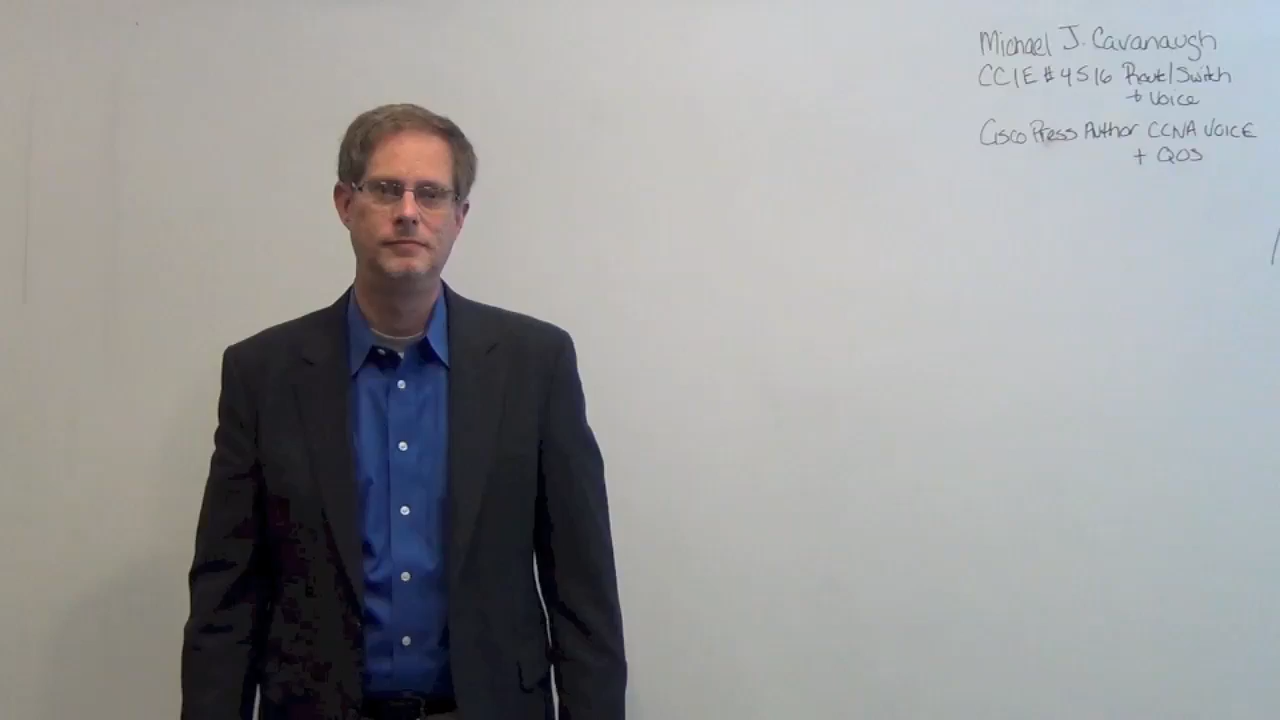 Michael J. Cavanaugh
CCIE #4516 Route/Switch
+ Voice
Cisco Press Author CCNA VOICE
+ QOS